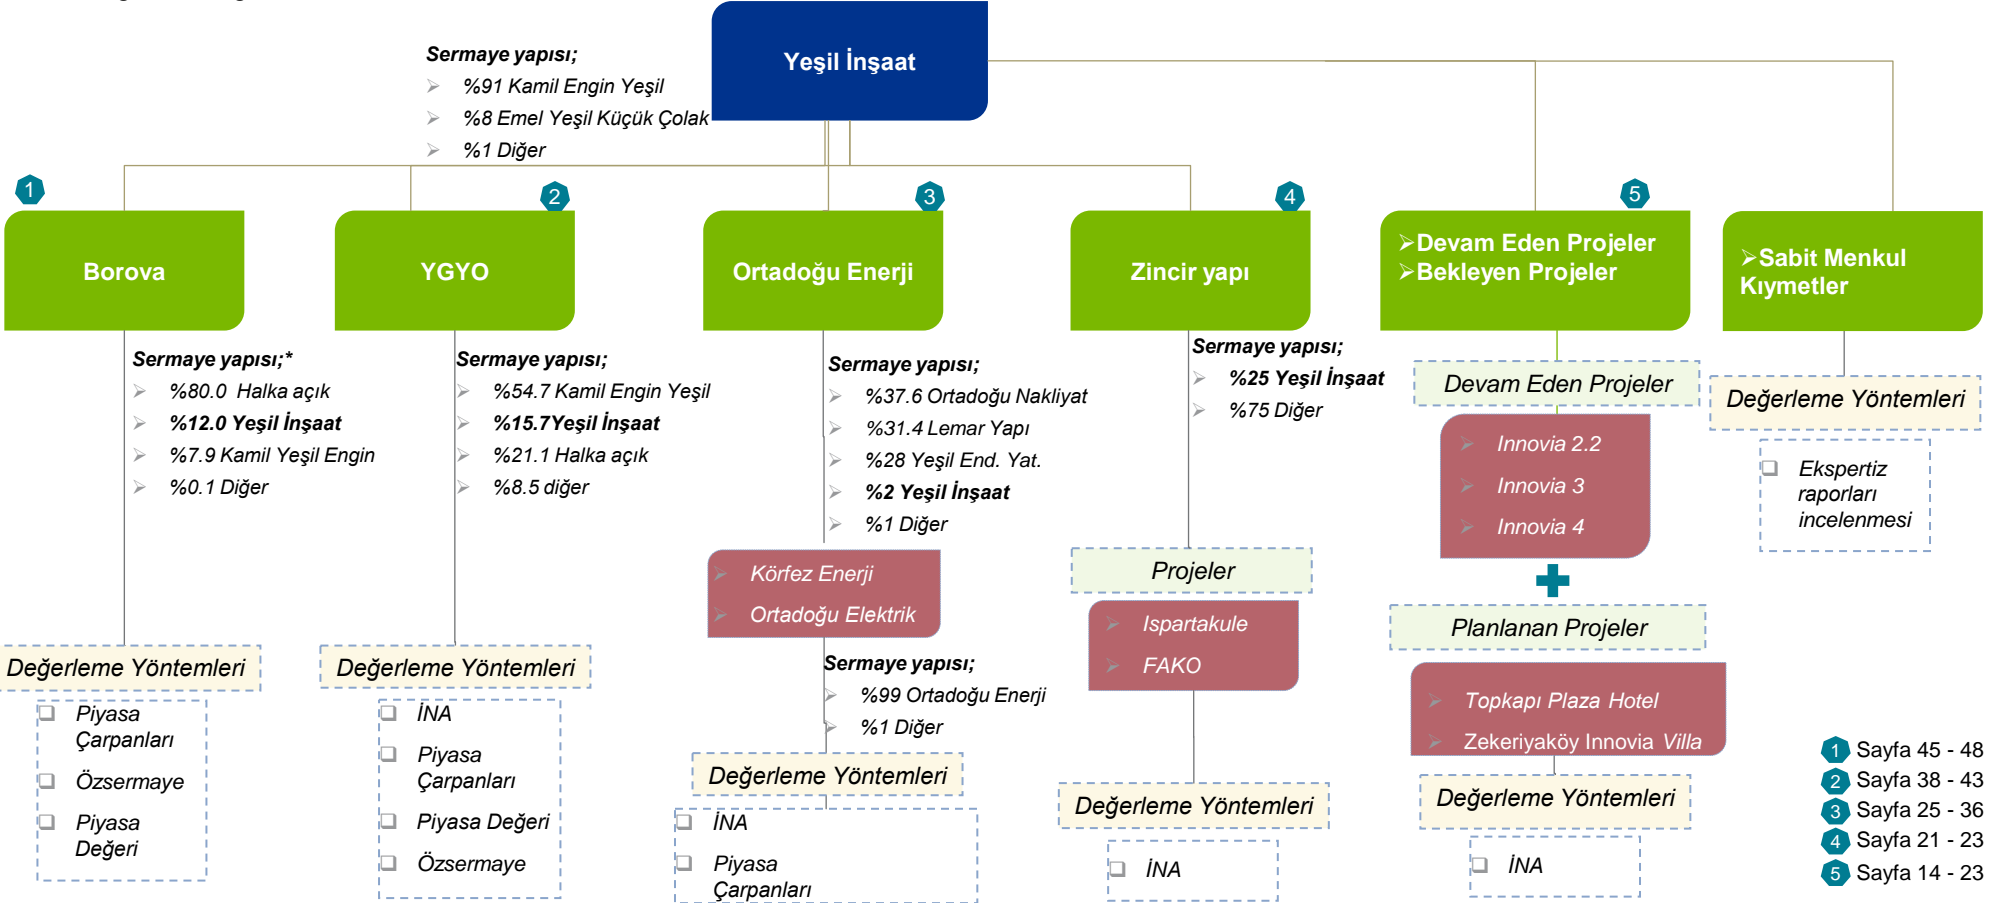 Yeşil İnşaat
Sermaye yapısı;
%91 Kamil Engin Yeşil
%8 Emel Yeşil Küçük Çolak
%1 Diğer
1
Borova
Sermaye yapısı;*
%80.0 Halka açık
%12.0 Yeşil İnşaat
%7.9 Kamil Yeşil Engin
%0.1 Diğer
Değerleme Yöntemleri
Piyasa
Çarpanları
Özsermaye
Piyasa
Değeri
2
YGYO
Sermaye yapısı;
%54.7 Kamil Engin Yeşil
%15.7Yeşil İnşaat
%21.1 Halka açık
%8.5 diğer
Değerleme Yöntemleri
İNA
Piyasa
Çarpanları
Piyasa Değeri
Özsermaye
3
Ortadoğu Enerji
Sermaye yapısı;
%37.6 Ortadoğu Nakliyat
%31.4 Lemar Yapı
%28 Yeşil End. Yat.
%2 Yeşil İnşaat
%1 Diğer
Körfez Enerji
Ortadoğu Elektrik
Sermaye yapısı;
%99 Ortadoğu Enerji
%1 Diğer
Değerleme Yöntemleri
İNA
Piyasa
Çarpanları
4
Zincir yapı
Sermaye yapısı;
%25 Yeşil İnşaat
%75 Diğer
Projeler
Ispartakule
FAKO
Değerleme Yöntemleri
İNA
5
Devam Eden Projeler
Bekleyen Projeler
Devam Eden Projeler
Innovia 2.2
Innovia 3
Innovia 4
Planlanan Projeler
Topkapı Plaza Hotel
Zekeriyaköy Innovia Villa
Değerleme Yöntemleri
İNA
Sabit Menkul
Kıymetler
Değerleme Yöntemleri
Ekspertiz
raporları
incelenmesi
1 Sayfa 45 - 48
2 Sayfa 38 - 43
3 Sayfa 25 - 36
4 Sayfa 21 - 23
5 Sayfa 14 - 23